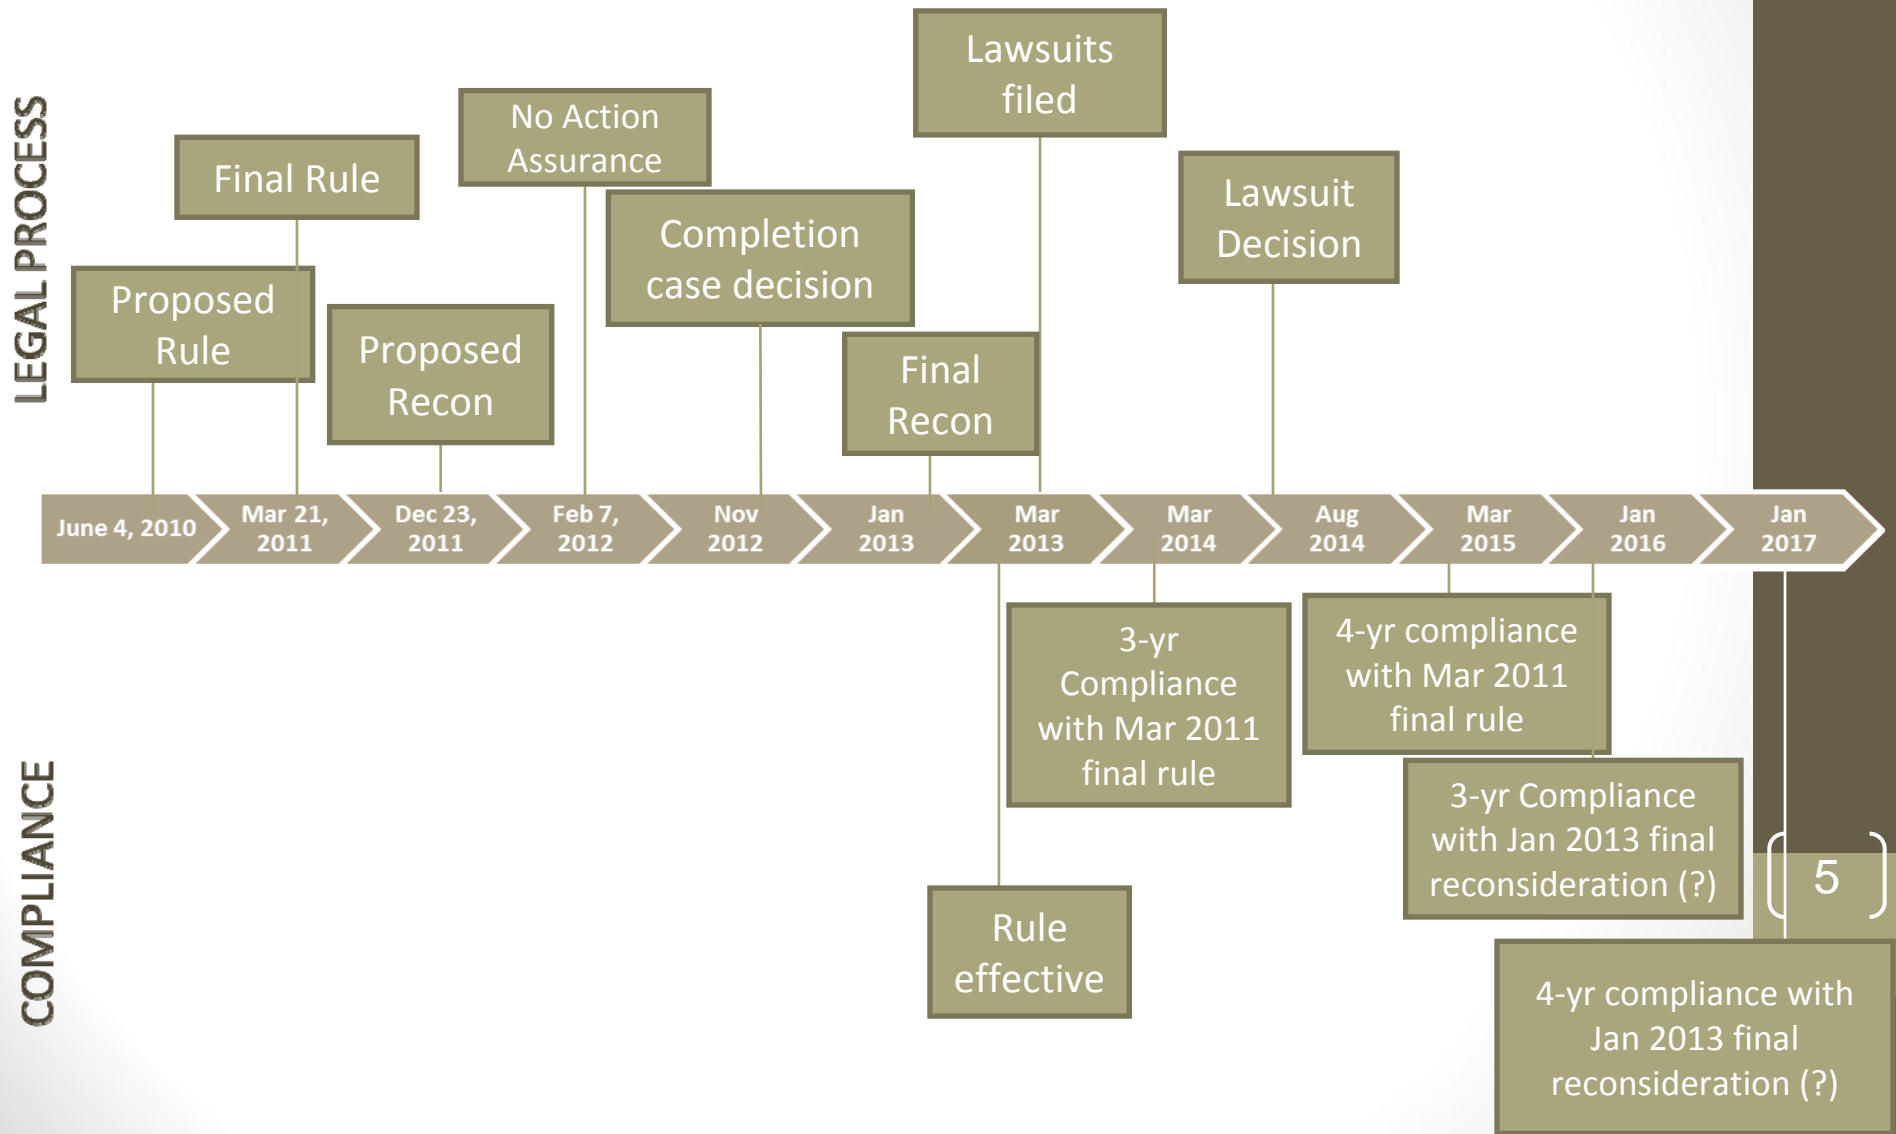 LEGAL PROCESS
Proposed
Rule
Final Rule
Proposed
Recon
No Action
Assurance
Completion
case decision
Final
Recon
Lawsuits
filed
Lawsuit
Decision
June 4, 2010
Mar 21,
2011
Dec 23,
2011
Feb 7,
2012
Nov
2012
Jan
2013
Mar
2013
Mar
2014
Aug
2014
Mar
2015
Jan
2016
Jan
2017
COMPLIANCE
Rule
effective
3-yr
Compliance
with Mar 2011
final rule
4-yr compliance
with Mar 2011
final rule
3-yr Compliance
with Jan 2013 final
reconsideration (?)
4-yr compliance with
Jan 2013 final
reconsideration (?)
5